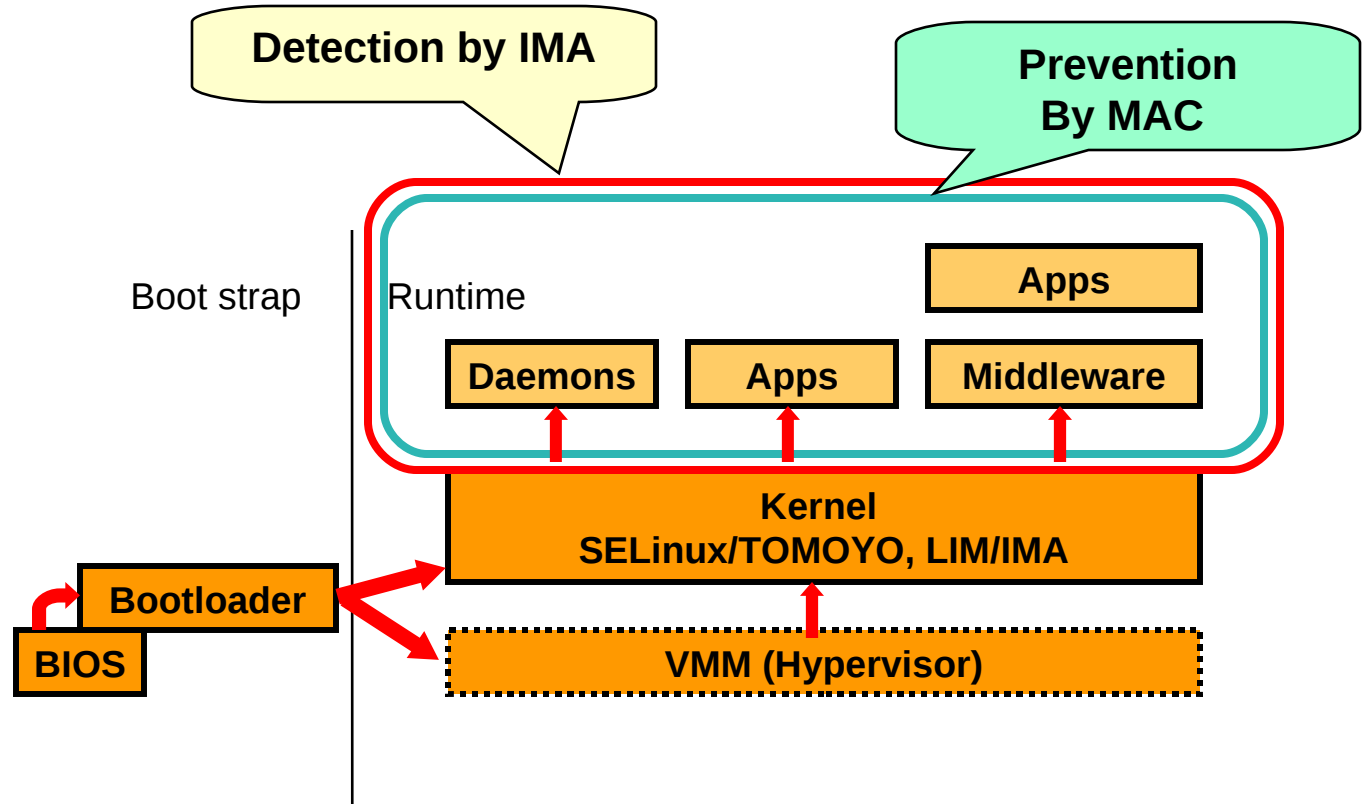 Detection by IMA
Prevention
By MAC
Boot strap
Runtime
Apps
Daemons
Apps
Middleware
Kernel
SELinux/TOMOYO, LIM/IMA
Bootloader
BIOS
VMM (Hypervisor)